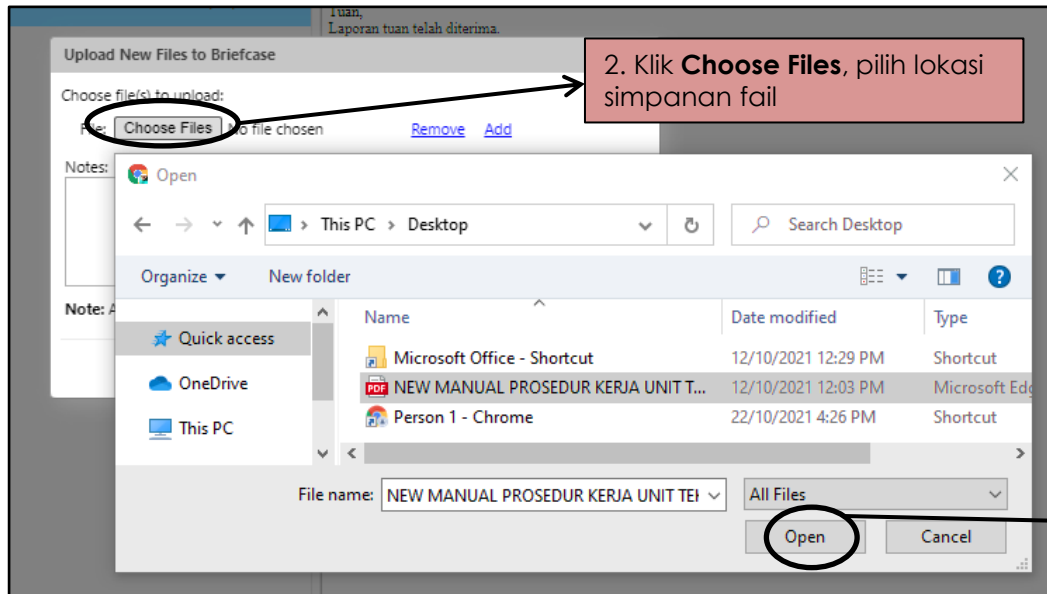 Tuan,
Laporan tuan telah diterima.
Upload New Files to Briefcase
2. Klik Choose Files, pilih lokasi
simpanan fail
Choose file(s) to upload:
File: Choose Files No file chosen Remove Add
Notes:
Open
This PC > Desktop
Search Desktop
Organize New folder
Note:
Name Date modified Type
Quick access
Microsoft Office - Shortcut 12/10/2021 12:29 PM Shortcut
OneDrive
PDF NEW MANUAL PROSEDUR KERJA UNIT T... 12/10/2021 12:03 PM Microsoft Edg
Person 1 - Chrome 22/10/2021 4:26 PM Shortcut
This PC
File name: NEW MANUAL PROSEDUR KERJA UNIT TEK All Files
Open Cancel